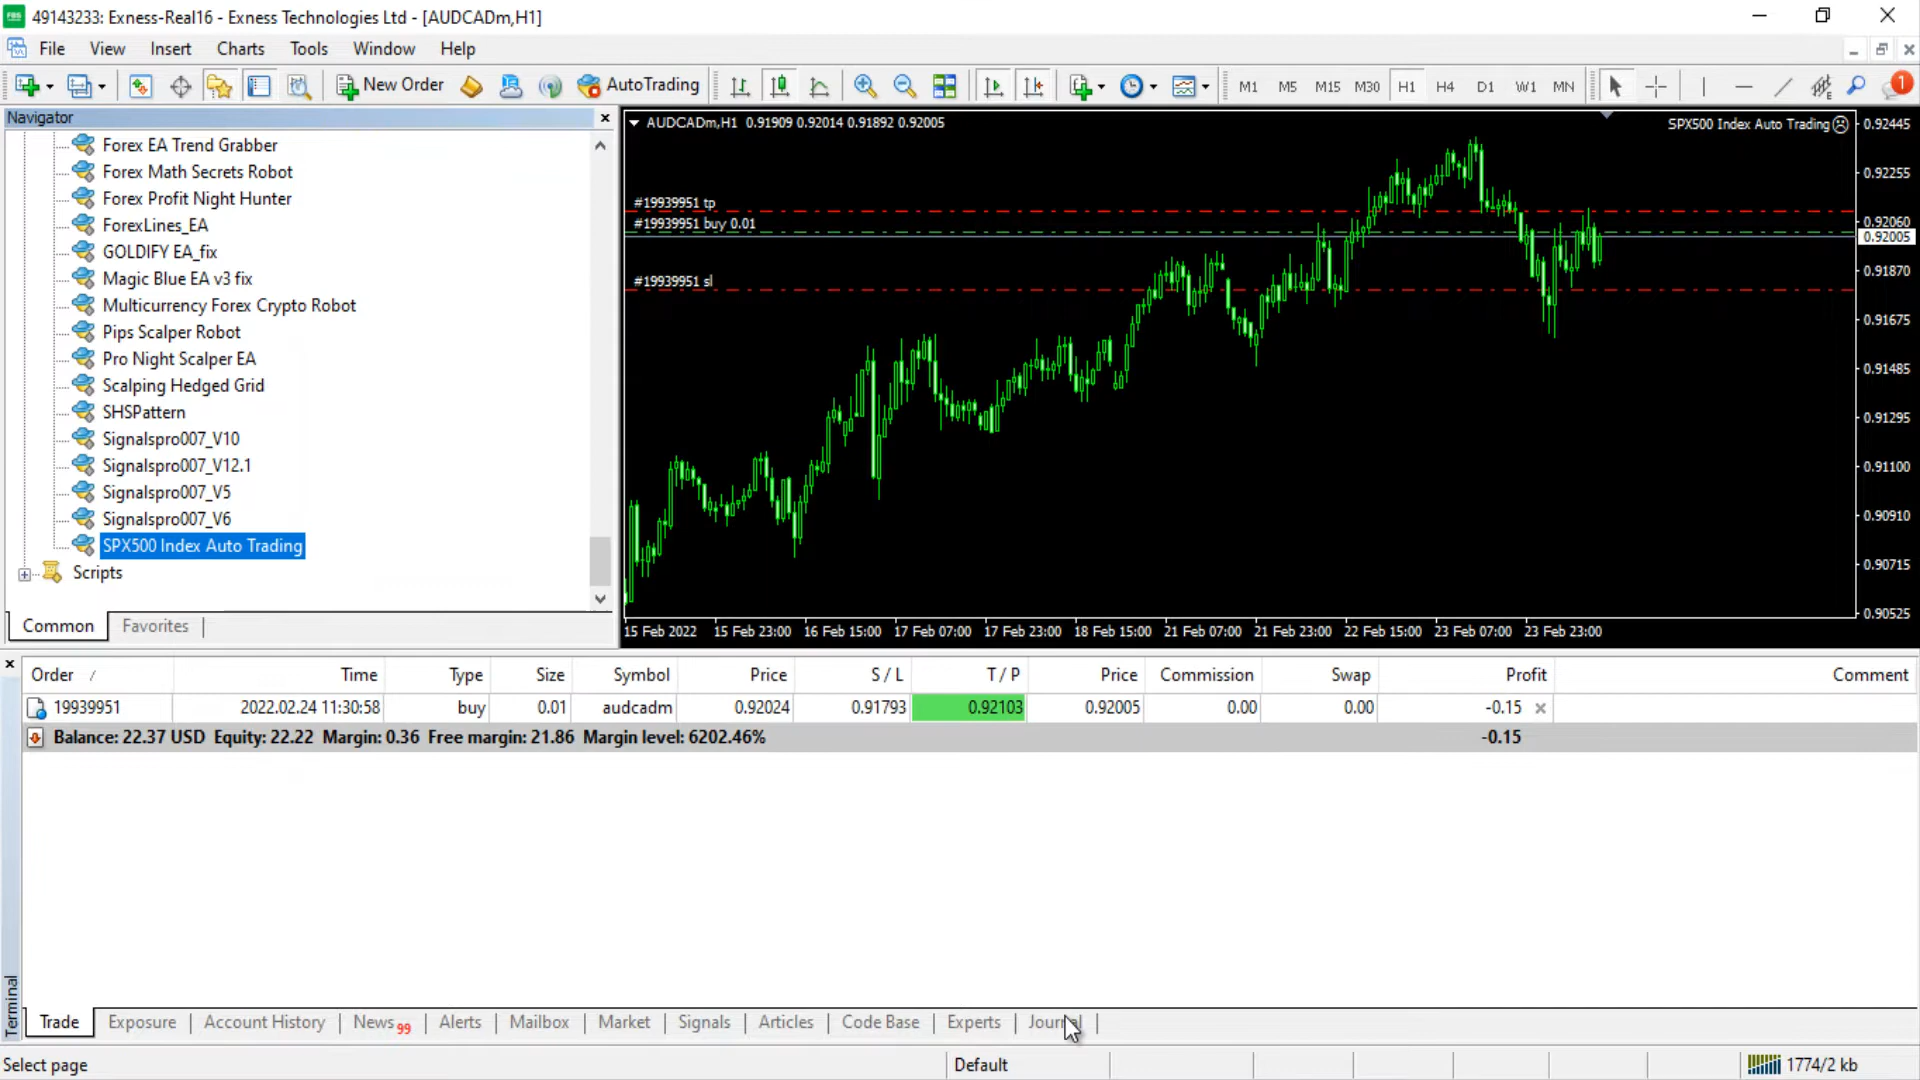 FBS 49143233: Exness-Real16 - Exness Technologies Ltd - [AUDCADm,H1]
File View Insert Charts Tools Window Help
New Order AutoTrading M1 M5 M15 M30 H1 H4 D1 W1 MN 1
Navigator
Forex EA Trend Grabber
Forex Math Secrets Robot
Forex Profit Night Hunter
ForexLines_EA
GOLDIFY EA_fix
Magic Blue EA v3 fix
Multicurrency Forex Crypto Robot
Pips Scalper Robot
Pro Night Scalper EA
Scalping Hedged Grid
SHSPattern
Signalspro007_V10
Signalspro007_V12.1
Signalspro007_V5
Signalspro007_V6
SPX500 Index Auto Trading
Scripts
Common Favorites
AUDCADm,H1 0.91909 0.92014 0.91892 0.92005
SPX500 Index Auto Trading
#19939951 tp
#19939951 buy 0.01
#19939951 sl
0.92445
0.92255
0.92060
0.92005
0.91870
0.91675
0.91485
0.91295
0.91100
0.90910
0.90715
0.90525
15 Feb 2022 15 Feb 23:00 16 Feb 15:00 17 Feb 07:00 17 Feb 23:00 18 Feb 15:00 21 Feb 07:00 21 Feb 23:00 22 Feb 15:00 23 Feb 07:00 23 Feb 23:00
Order / Time Type Size Symbol Price S / L T / P Price Commission Swap Profit Comment
19939951 2022.02.24 11:30:58 buy 0.01 audcadm 0.92024 0.91793 0.92103 0.92005 0.00 0.00 -0.15
Balance: 22.37 USD Equity: 22.22 Margin: 0.36 Free margin: 21.86 Margin level: 6202.46% -0.15
Terminal
Trade Exposure Account History News 99 Alerts Mailbox Market Signals Articles Code Base Experts Journal
Select page Default 1774/2 kb